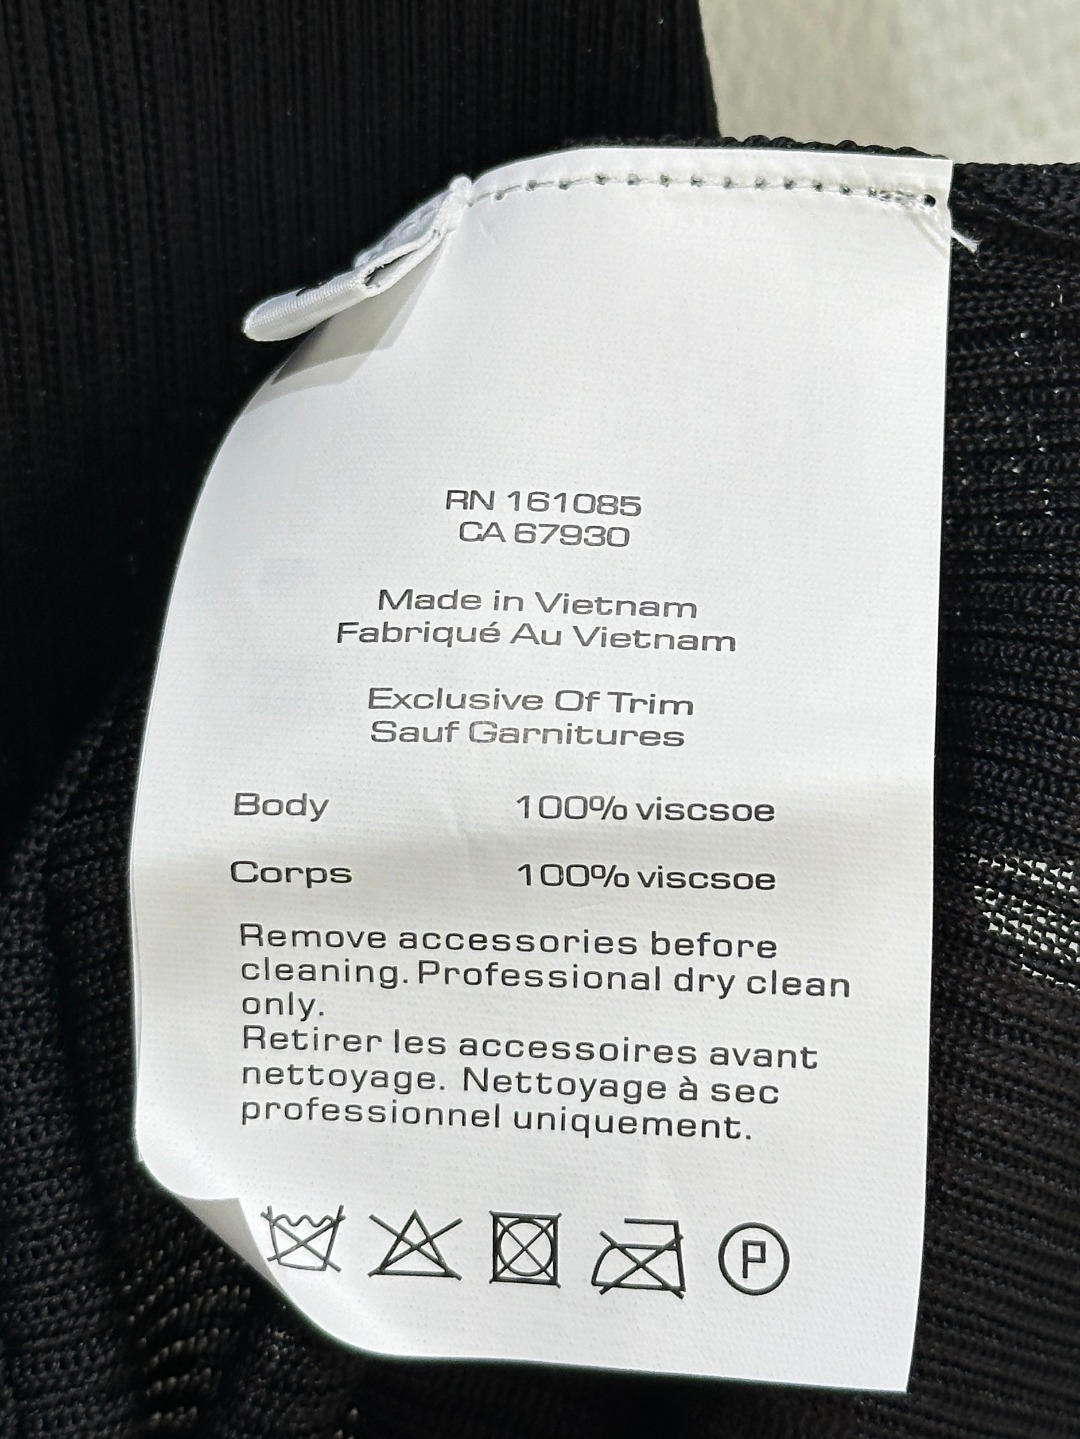 RN 161085
CA 67930
Made in Vietnam
Fabriqué Au Vietnam
Exclusive Of Trim
Sauf Garnitures
Body 100% viscsoe
Corps 100% viscsoe
Remove accessories before
cleaning. Professional dry clean
only.
Retirer les accessoires avant
nettoyage. Nettoyage à sec
professionnel uniquement.
P